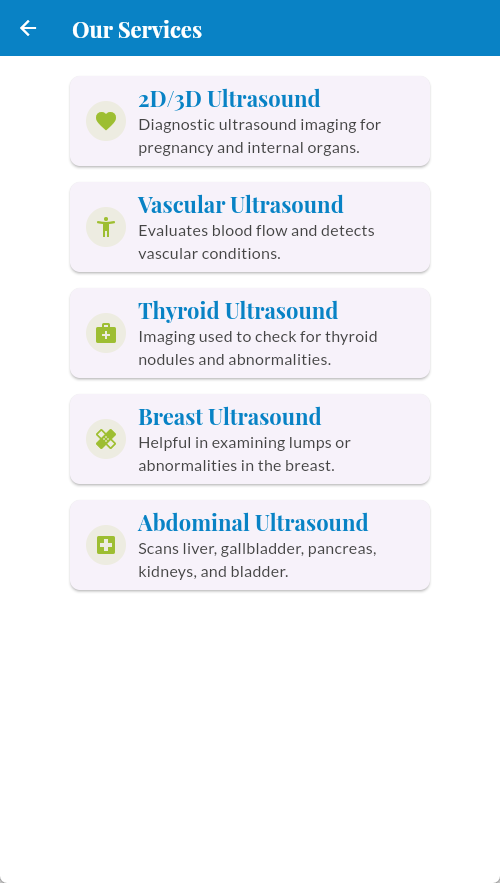 Our Services
2D/3D Ultrasound
Diagnostic ultrasound imaging for
pregnancy and internal organs.
Vascular Ultrasound
Evaluates blood flow and detects
vascular conditions.
Thyroid Ultrasound
Imaging used to check for thyroid
nodules and abnormalities.
Breast Ultrasound
Helpful in examining lumps or
abnormalities in the breast.
Abdominal Ultrasound
Scans liver, gallbladder, pancreas,
kidneys, and bladder.